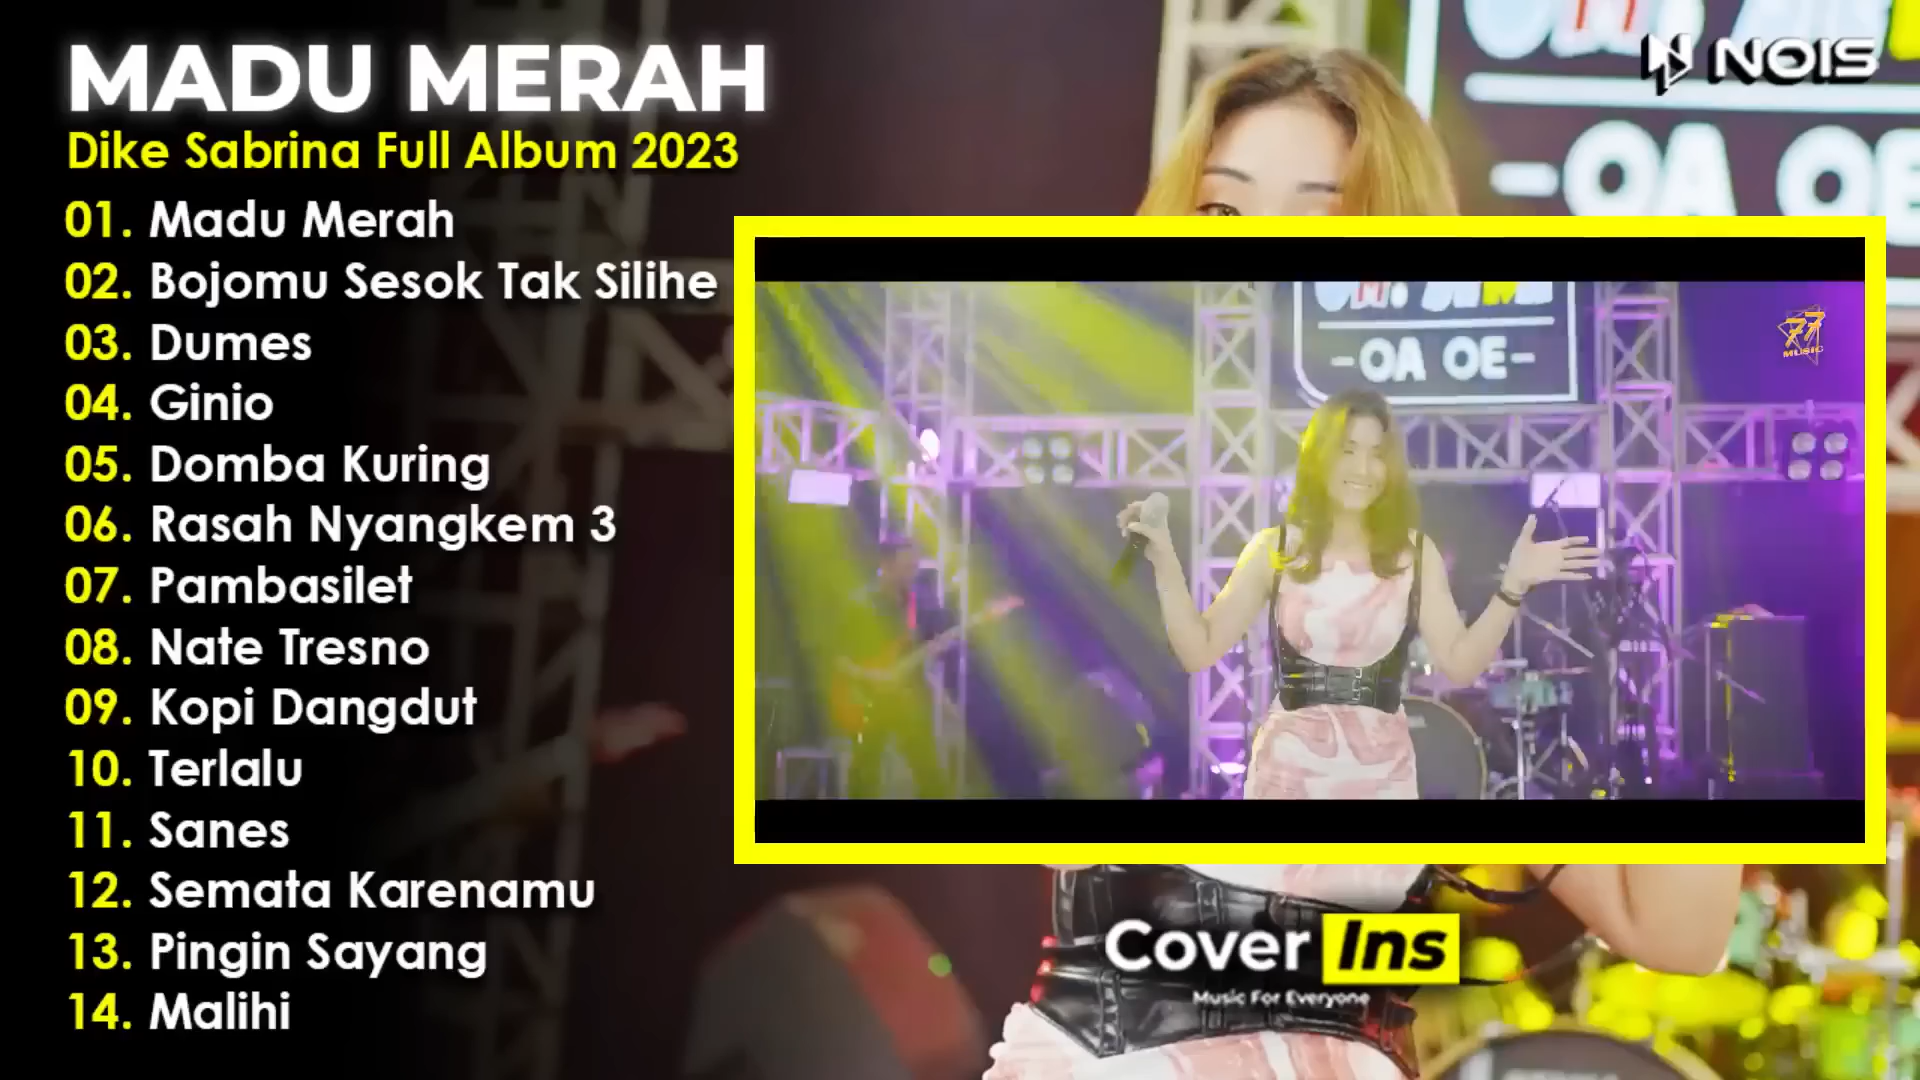 MADU MERAH
Dike Sabrina Full Album 2023
01. Madu Merah
02. Bojomu Sesok Tak Silihe
03. Dumes
04. Ginio
05. Domba Kuring
06. Rasah Nyangkem 3
07. Pambasilet
08. Nate Tresno
09. Kopi Dangdut
10. Terlalu
11. Sanes
12. Semata Karenamu
13. Pingin Sayang
14. Malihi
NOIS
-OA OE
77
MUSIC
-OA OE-
Cover Ins
Music For Everyone